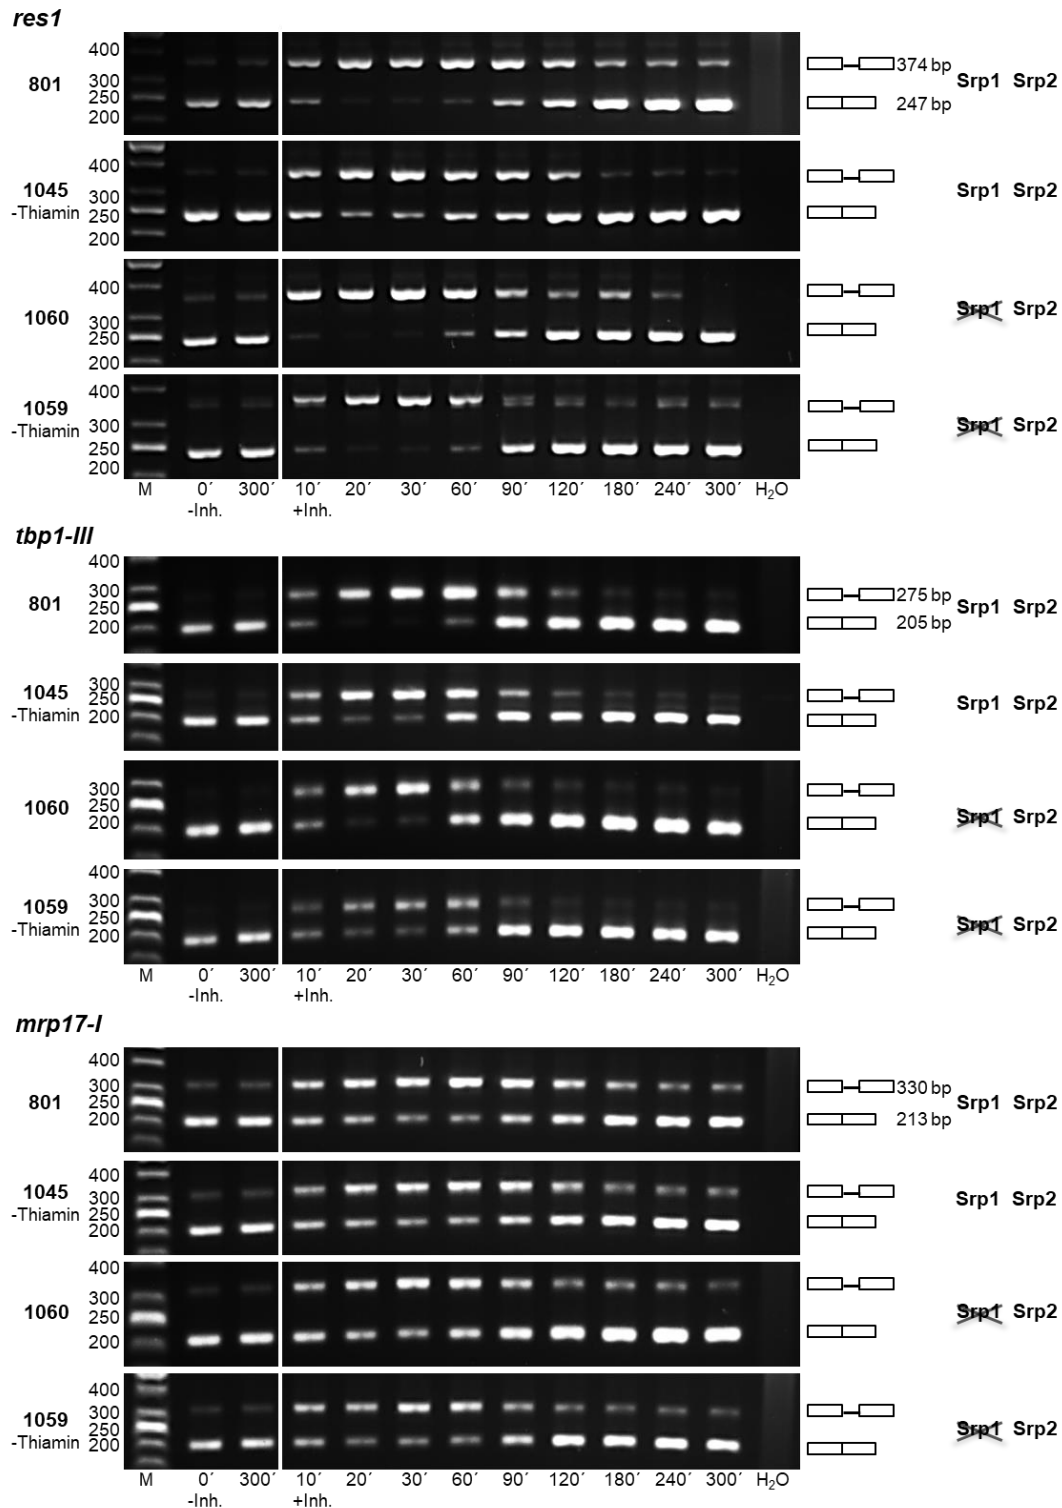 res1
400
300
250
200
801
374 bp
247 bp
Srp1 Srp2
400
300
250
200
1045
-Thiamin
Srp1 Srp2
400
300
250
200
1060
Srp1 Srp2
400
300
250
200
1059
-Thiamin
Srp1 Srp2
M 0´ 300´ 10´ 20´ 30´ 60´ 90´ 120´ 180´ 240´ 300´ H2O
-Inh. +Inh.
tbp1-III
400
300
250
200
801
275 bp
205 bp
Srp1 Srp2
300
250
200
1045
-Thiamin
Srp1 Srp2
300
250
200
1060
Srp1 Srp2
400
300
250
200
1059
-Thiamin
Srp1 Srp2
M 0´ 300´ 10´ 20´ 30´ 60´ 90´ 120´ 180´ 240´ 300´ H2O
-Inh. +Inh.
mrp17-I
400
300
250
200
801
330 bp
213 bp
Srp1 Srp2
400
300
250
200
1045
-Thiamin
Srp1 Srp2
400
300
250
200
1060
Srp1 Srp2
400
300
250
200
1059
-Thiamin
Srp1 Srp2
M 0´ 300´ 10´ 20´ 30´ 60´ 90´ 120´ 180´ 240´ 300´ H2O
-Inh. +Inh.